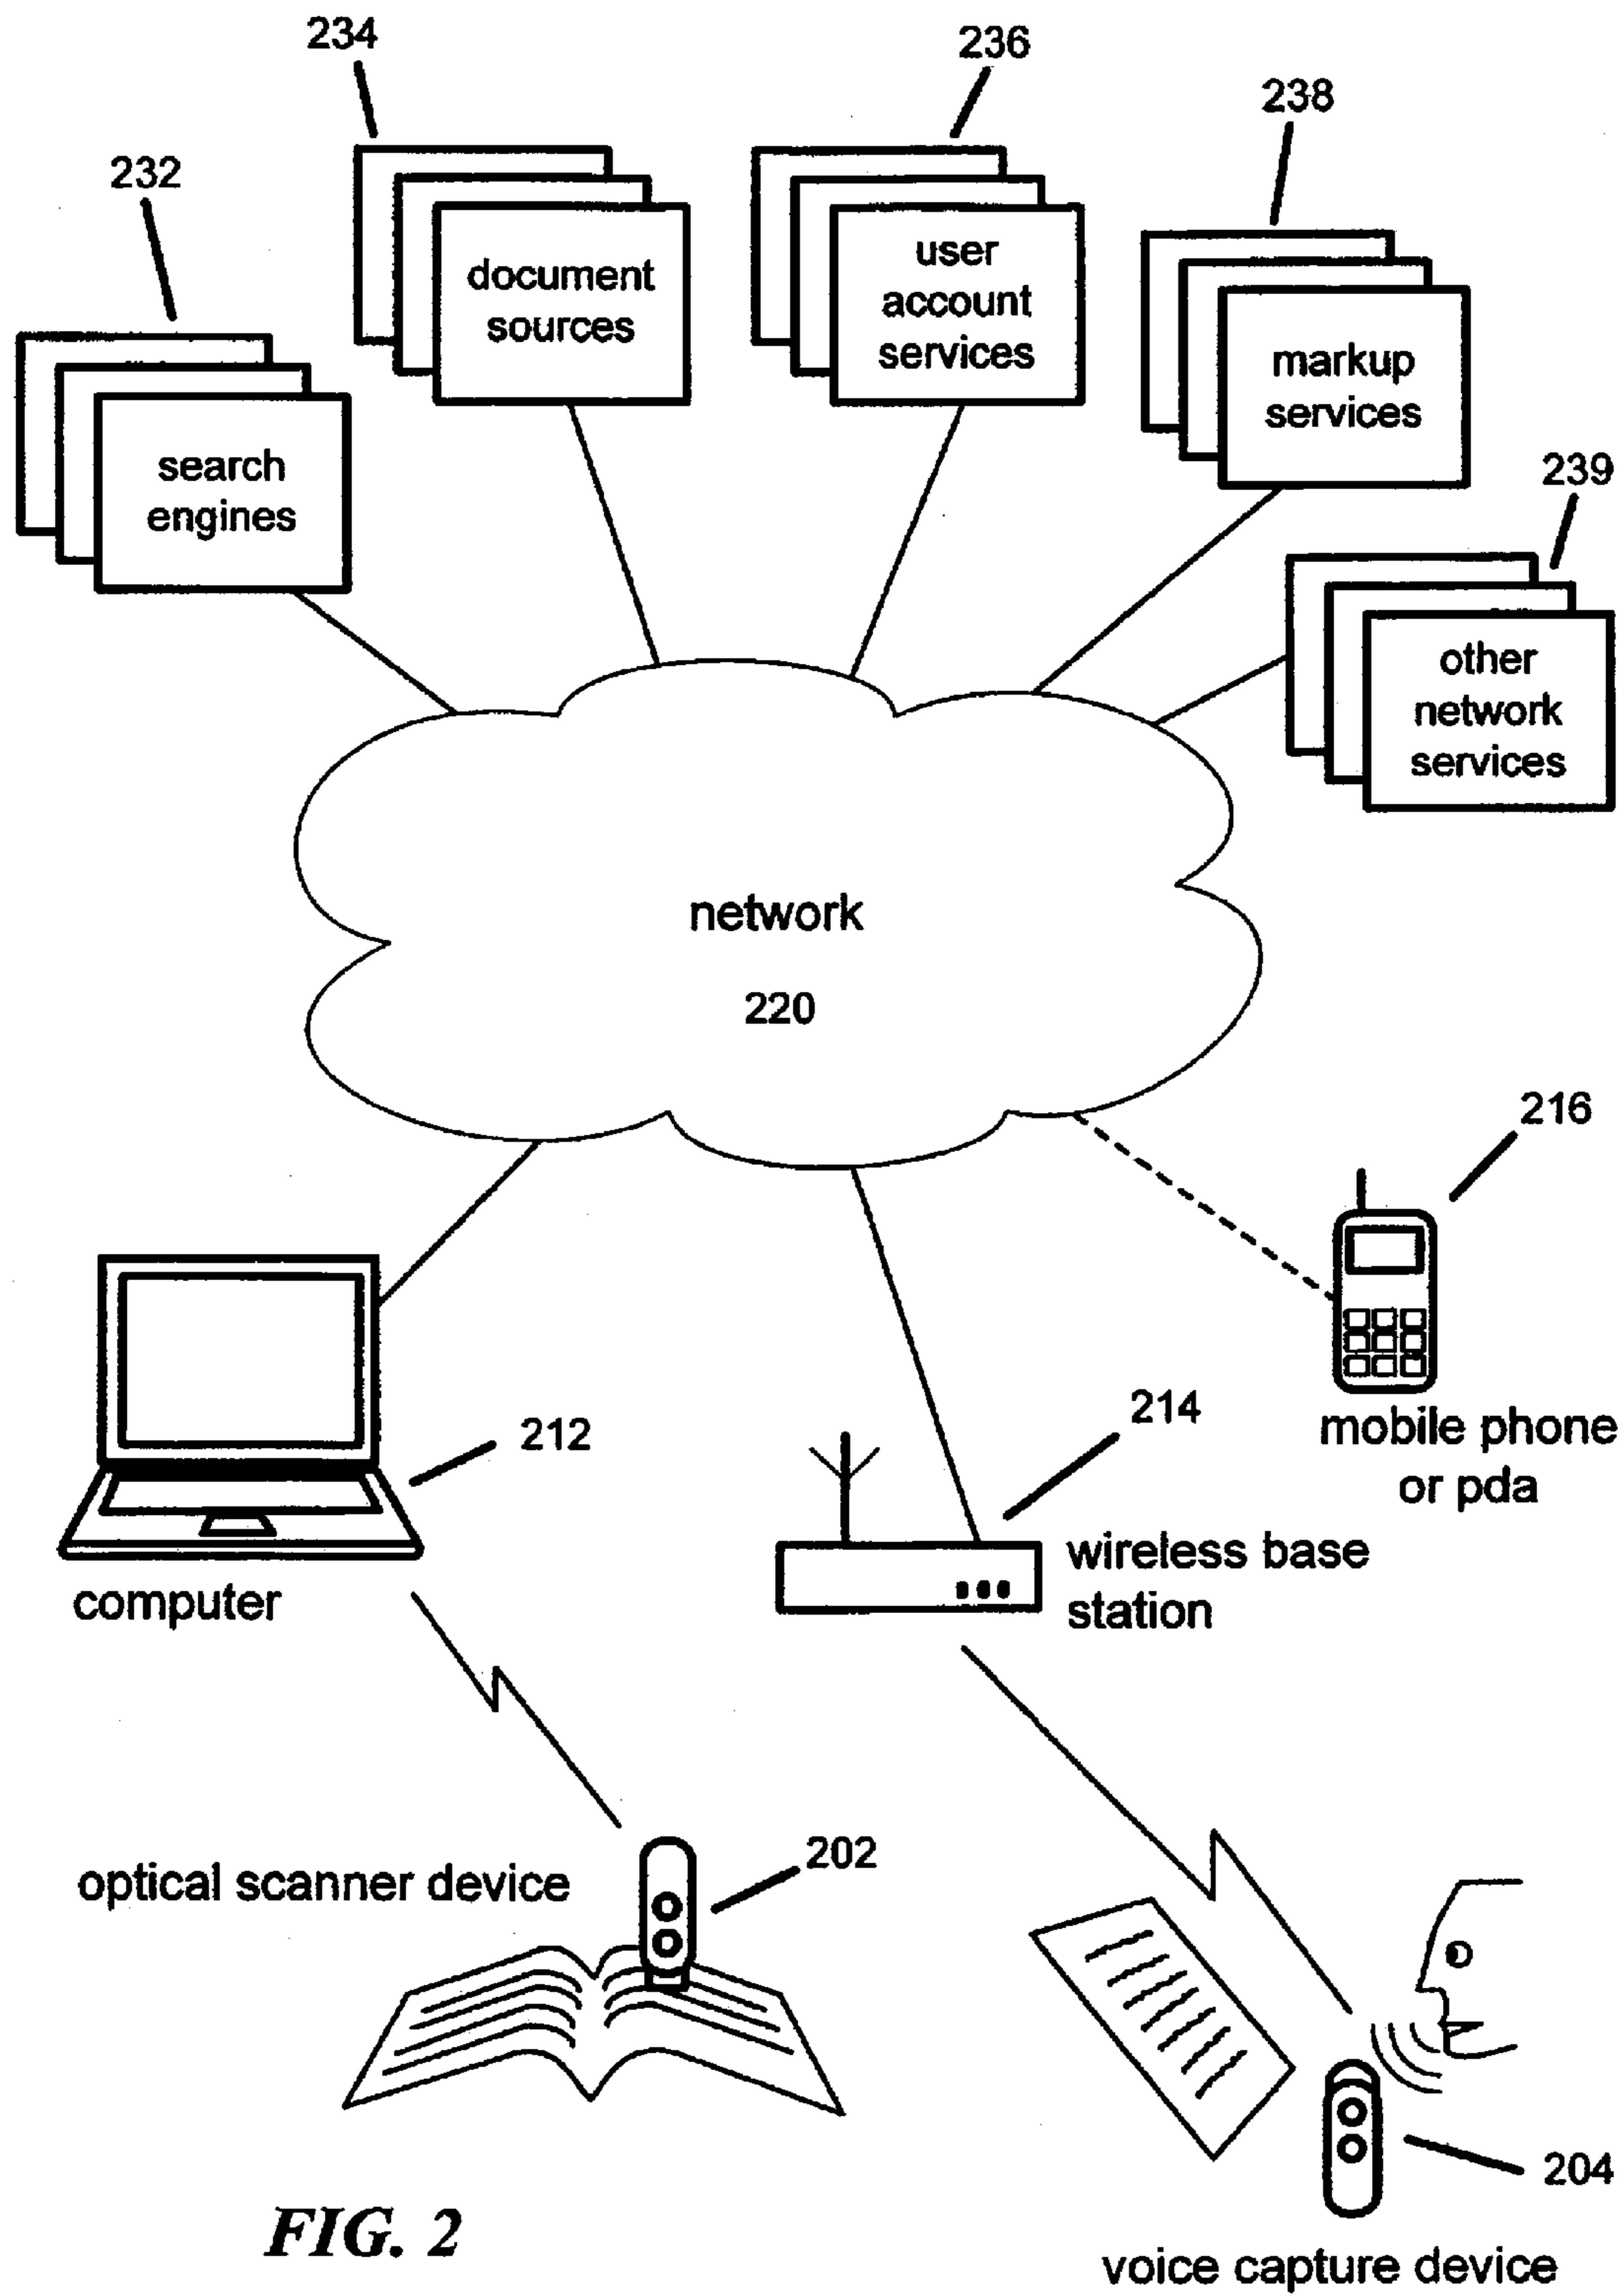 234
236
238
232
document
sources
user
account
services
markup
services
239
search
engines
other
network
services
network
220
216
mobile phone
or pda
214
212
wireless base
station
computer
202
optical scanner device
204
FIG. 2
voice capture device